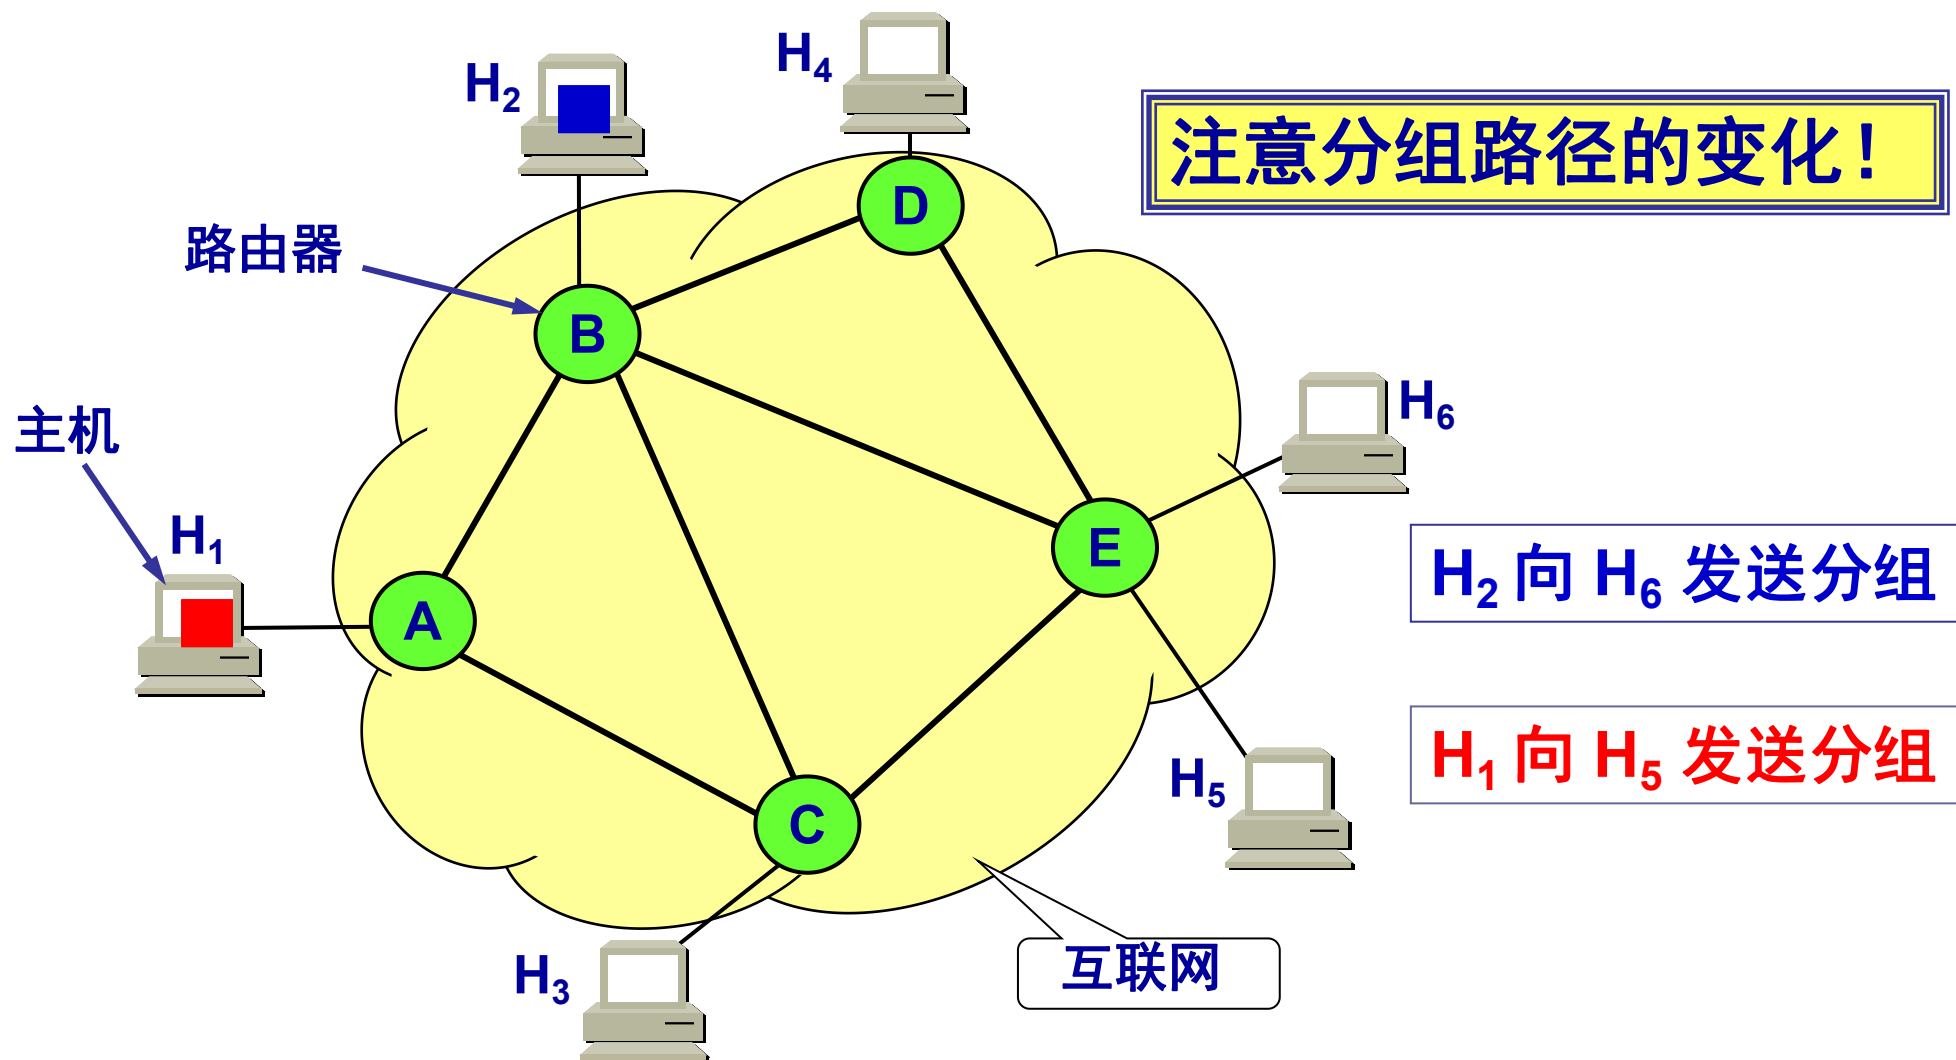 H₄
H₂
注意分组路径的变化！
D
路由器
B
H₆
主机
H₁
E
H₂ 向 H₆ 发送分组
A
H₁ 向 H₅ 发送分组
H₅
C
互联网
H₃